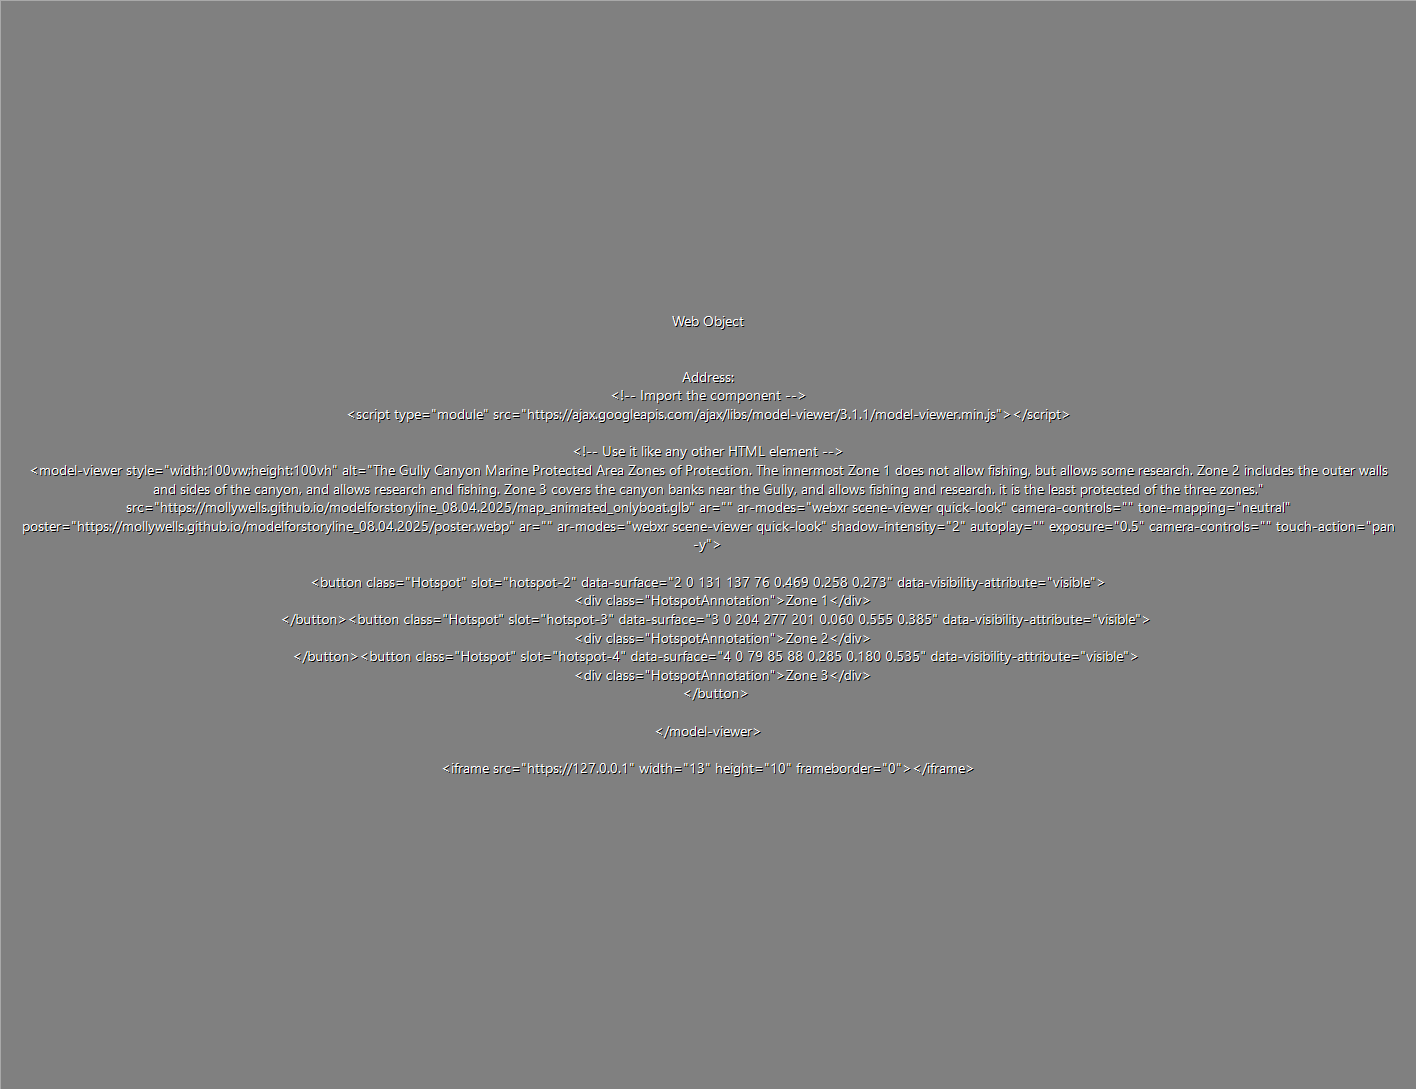 Web Object
Address:
<!-- Import the component -->
<script type="module" src="https://ajax.googleapis.com/ajax/libs/model-viewer/3.1.1/model-viewer.min.js"></script>
<!-- Use it like any other HTML element -->
<model-viewer style="width:100vw;height:100vh" alt="The Gully Canyon Marine Protected Area Zones of Protection. The innermost Zone 1 does not allow fishing, but allows some research. Zone 2 includes the outer walls
and sides of the canyon, and allows research and fishing. Zone 3 covers the canyon banks near the Gully, and allows fishing and research. it is the least protected of the three zones."
src="https://mollywells.github.io/modelforstoryline_08.04.2025/map_animated_onlyboat.glb" ar="" ar-modes="webxr scene-viewer quick-look" camera-controls="" tone-mapping="neutral"
poster="https://mollywells.github.io/modelforstoryline_08.04.2025/poster.webp" ar="" ar-modes="webxr scene-viewer quick-look" shadow-intensity="2" autoplay="" exposure="0.5" camera-controls="" touch-action="pan
-y">
<button class="Hotspot" slot="hotspot-2" data-surface="2 0 131 137 76 0.469 0.258 0.273" data-visibility-attribute="visible">
<div class="HotspotAnnotation">Zone 1</div>
</button><button class="Hotspot" slot="hotspot-3" data-surface="3 0 204 277 201 0.060 0.555 0.385" data-visibility-attribute="visible">
<div class="HotspotAnnotation">Zone 2</div>
</button><button class="Hotspot" slot="hotspot-4" data-surface="4 0 79 85 88 0.285 0.180 0.535" data-visibility-attribute="visible">
<div class="HotspotAnnotation">Zone 3</div>
</button>
</model-viewer>
<iframe src="https://127.0.0.1" width="13" height="10" frameborder="0"></iframe>